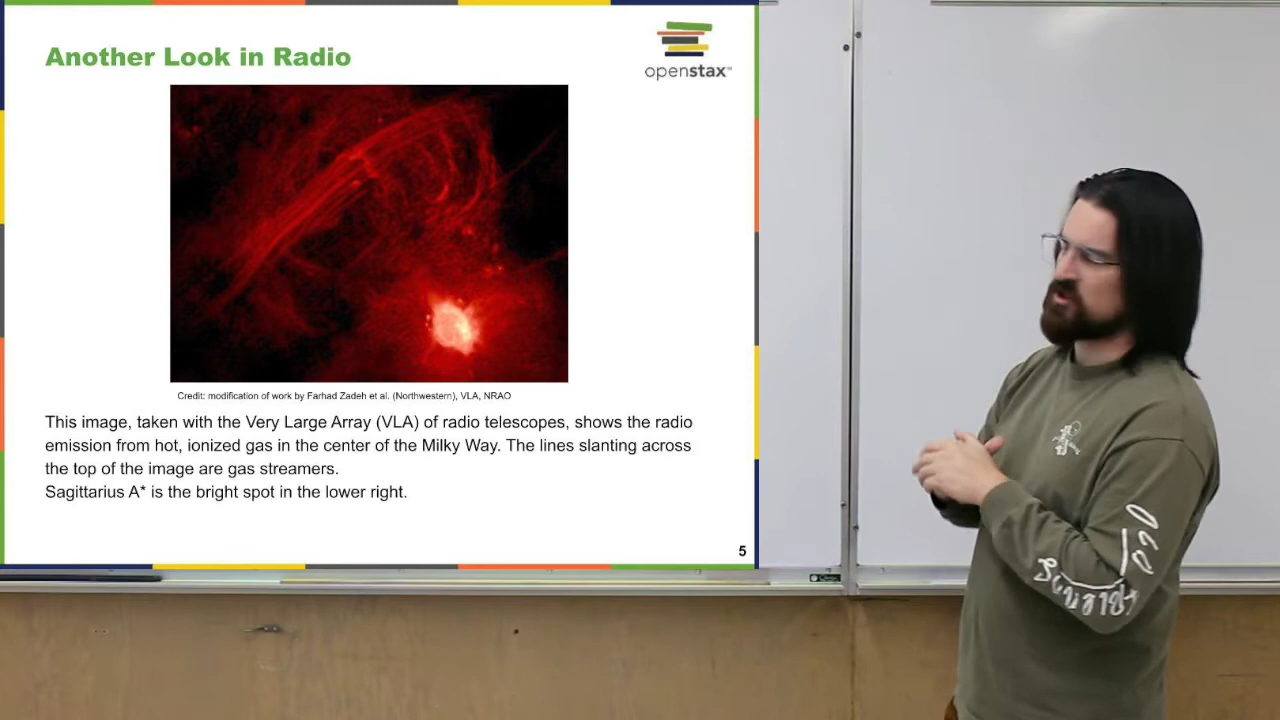 Another Look in Radio
openstax™
Credit: modification of work by Farhad Zadeh et al. (Northwestern), VLA, NRAO
This image, taken with the Very Large Array (VLA) of radio telescopes, shows the radio
emission from hot, ionized gas in the center of the Milky Way. The lines slanting across
the top of the image are gas streamers.
Sagittarius A* is the bright spot in the lower right.
5